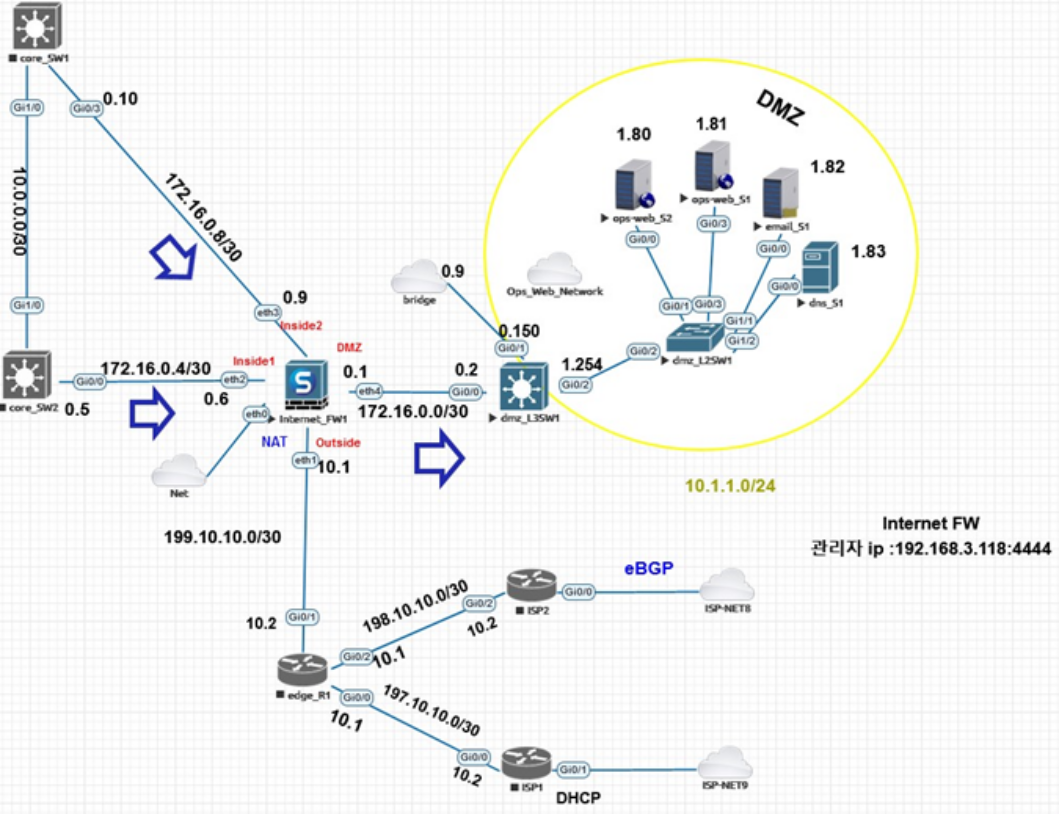 core_SW1
Gi1/0
Gi0/3
0.10
10.0.0.0/30
172.16.0.8/30
Gi1/0
0.9
eth3
Inside2
core_SW2
Gi0/0
0.5
172.16.0.4/30
Inside1
eth2
0.6
eth0
S
Internet_FW1
NAT
Outside
DMZ
0.1
eth4
172.16.0.0/30
0.2
Gi0/0
Net
eth1
10.1
bridge
0.9
0.150
Gi0/1
dmz_L3SW1
1.254
Gi0/2
DMZ
1.80
1.81
1.82
1.83
ops-web_S2
ops-web_S1
email_S1
dns_S1
Gi0/0
Gi0/3
Gi0/0
Gi0/0
Ops_Web_Network
Gi0/1
Gi0/3
Gi1/1
Gi1/2
Gi0/2
dmz_L2SW1
10.1.1.0/24
Internet FW
관리자 ip :192.168.3.118:4444
199.10.10.0/30
10.2
Gi0/1
edge_R1
Gi0/2
10.1
198.10.10.0/30
Gi0/2
10.2
ISP2
Gi0/0
eBGP
ISP-NET8
Gi0/0
10.1
197.10.10.0/30
Gi0/0
10.2
ISP1
Gi0/1
DHCP
ISP-NET9